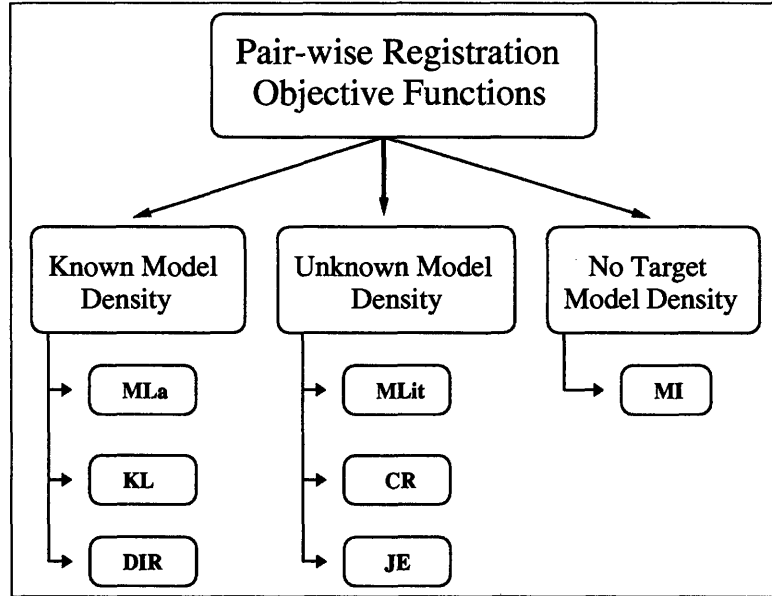 Pair-wise Registration
Objective Functions
Known Model
Density
Unknown Model
Density
No Target
Model Density
MLa
MLit
MI
KL
CR
DIR
JE